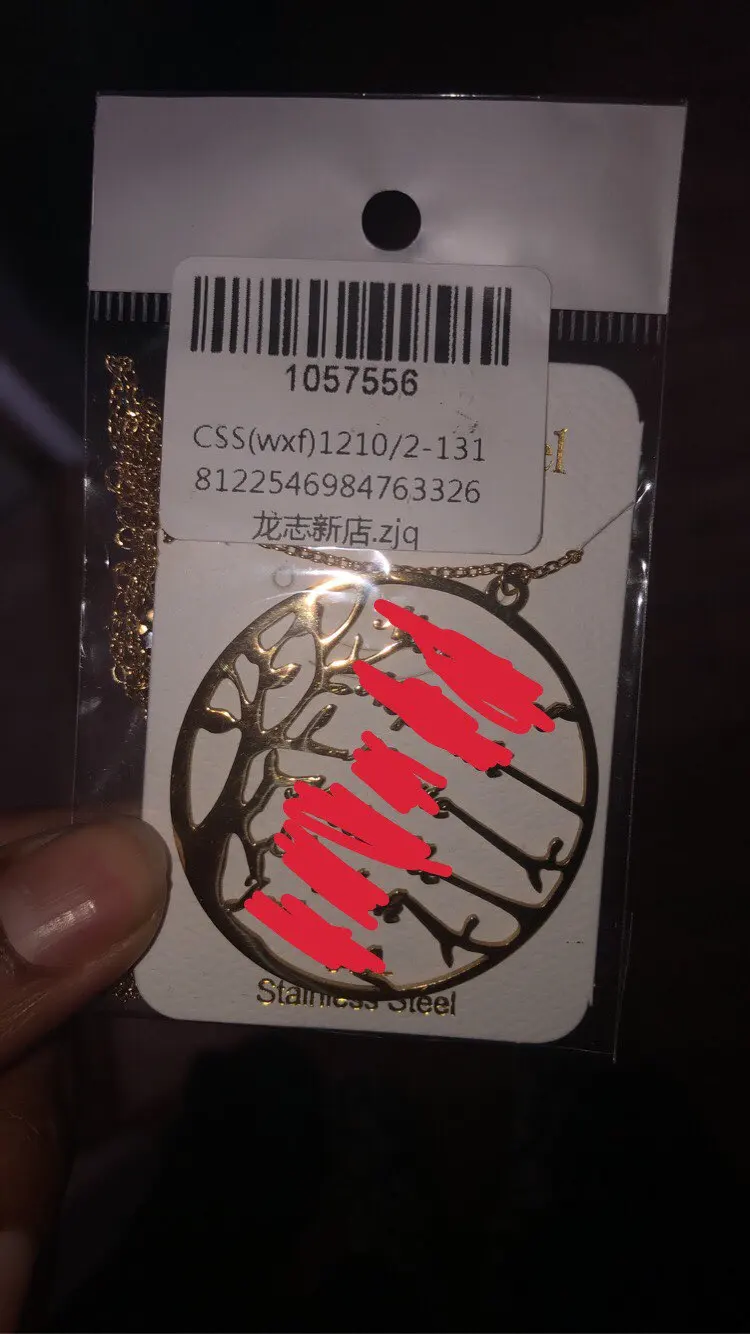 1057556
CSS(wxf)1210/2-131
8122546984763326
龙志新店.zjq
Stainless Steel